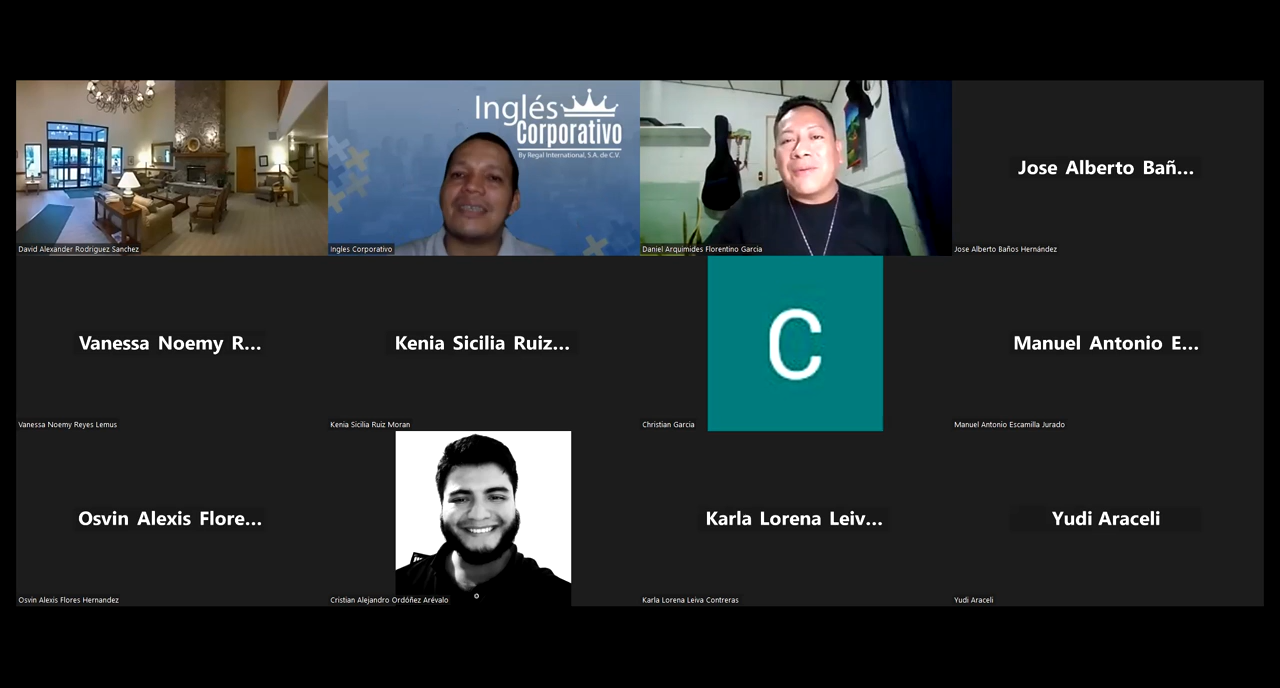 Inglés
Corporativo
By Regal International, S.A. de C.V.
Jose Alberto Bañ...
David Alexander Rodriguez Sanchez
Ingles Corporativo
Daniel Arquimides Florentino Garcia
Jose Alberto Baños Hernández
Vanessa Noemy R...
Kenia Sicilia Ruiz...
C
Manuel Antonio E...
Vanessa Noemy Reyes Lemus
Kenia Sicilia Ruiz Moran
Christian Garcia
Manuel Antonio Escamilla Jurado
Osvin Alexis Flore...
Karla Lorena Leiv...
Yudi Araceli
Osvin Alexis Flores Hernandez
Cristian Alejandro Ordóñez Arévalo
Karla Lorena Leiva Contreras
Yudi Araceli